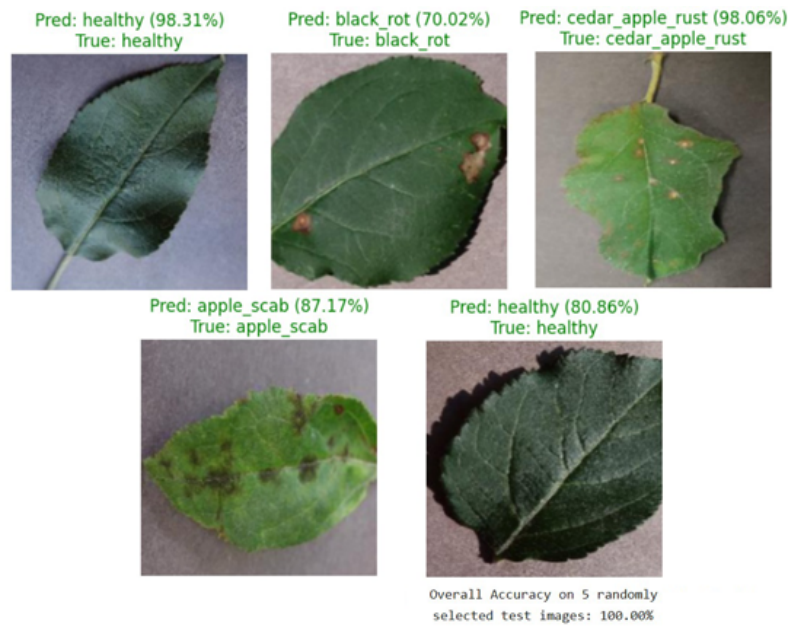 Pred: healthy (98.31%)
True: healthy
Pred: black_rot (70.02%)
True: black_rot
Pred: cedar_apple_rust (98.06%)
True: cedar_apple_rust
Pred: apple_scab (87.17%)
True: apple_scab
Pred: healthy (80.86%)
True: healthy
Overall Accuracy on 5 randomly
selected test images: 100.00%